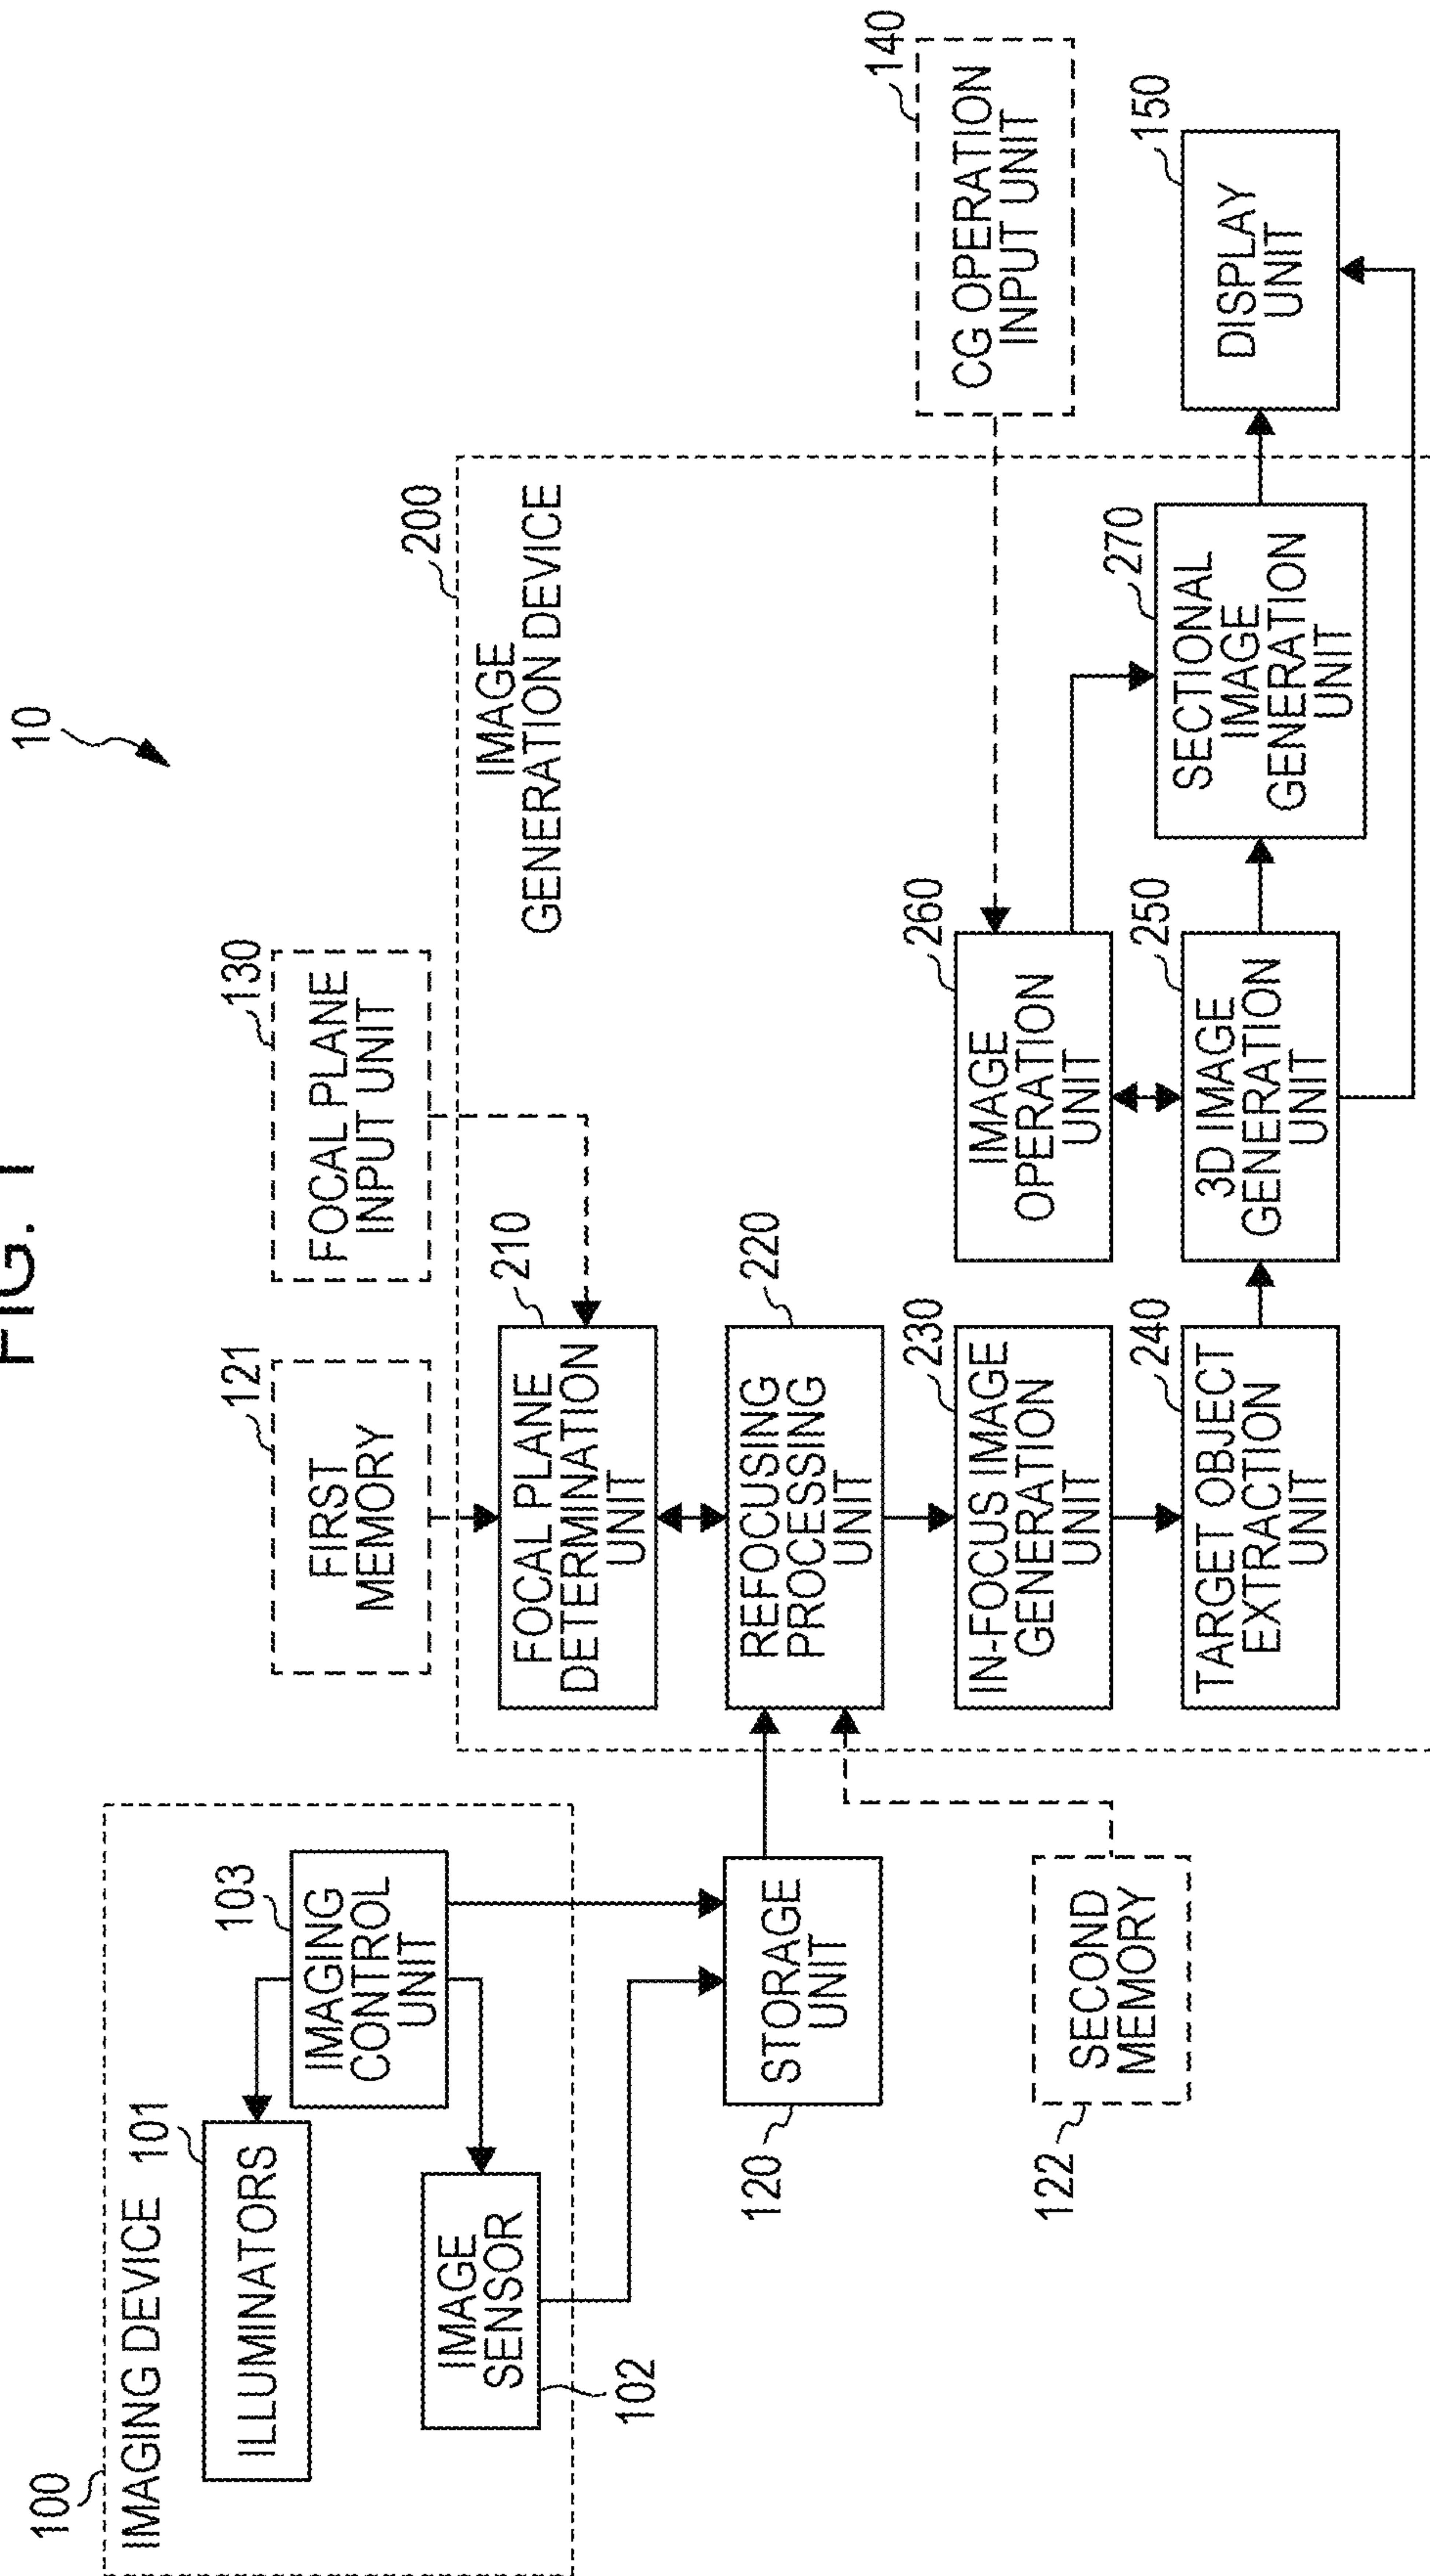 FIG. 1
10
100
IMAGING DEVICE
101
ILLUMINATORS
103
IMAGING
CONTROL
UNIT
IMAGE
SENSOR
102
STORAGE
UNIT
120
SECOND
MEMORY
122
121
FIRST
MEMORY
130
FOCAL PLANE
INPUT UNIT
200
IMAGE
GENERATION DEVICE
210
FOCAL PLANE
DETERMINATION
UNIT
220
REFOCUSING
PROCESSING
UNIT
230
IN-FOCUS IMAGE
GENERATION
UNIT
240
TARGET OBJECT
EXTRACTION
UNIT
260
IMAGE
OPERATION
UNIT
250
3D IMAGE
GENERATION
UNIT
270
SECTIONAL
IMAGE
GENERATION
UNIT
140
CG OPERATION
INPUT UNIT
150
DISPLAY
UNIT